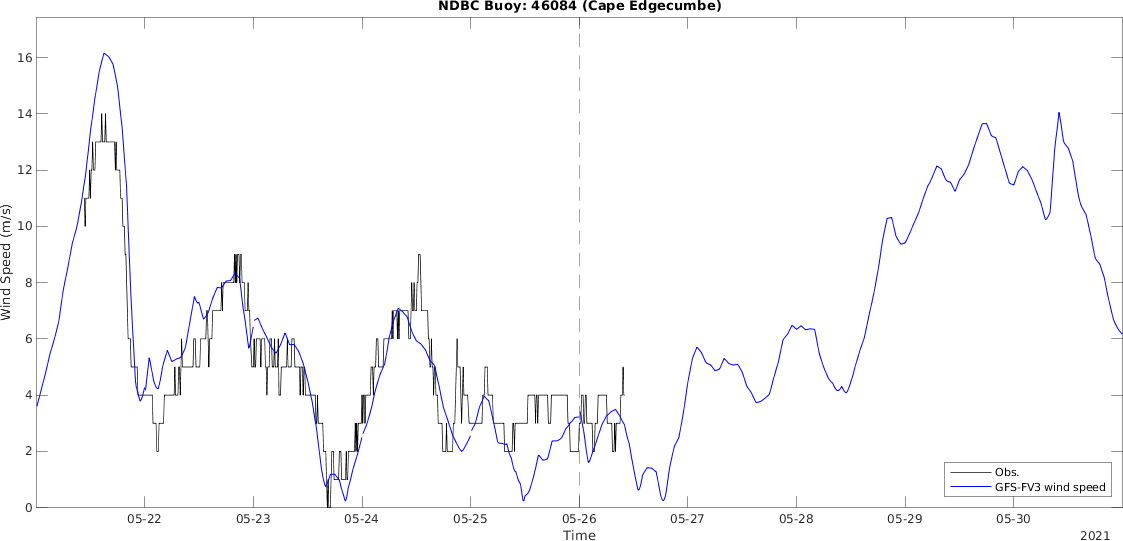 NDBC Buoy: 46084 (Cape Edgecumbe)
Wind Speed (m/s)
16
14
12
10
8
6
4
2
0
Obs.
GFS-FV3 wind speed
05-22 05-23 05-24 05-25 05-26 05-27 05-28 05-29 05-30
Time
2021